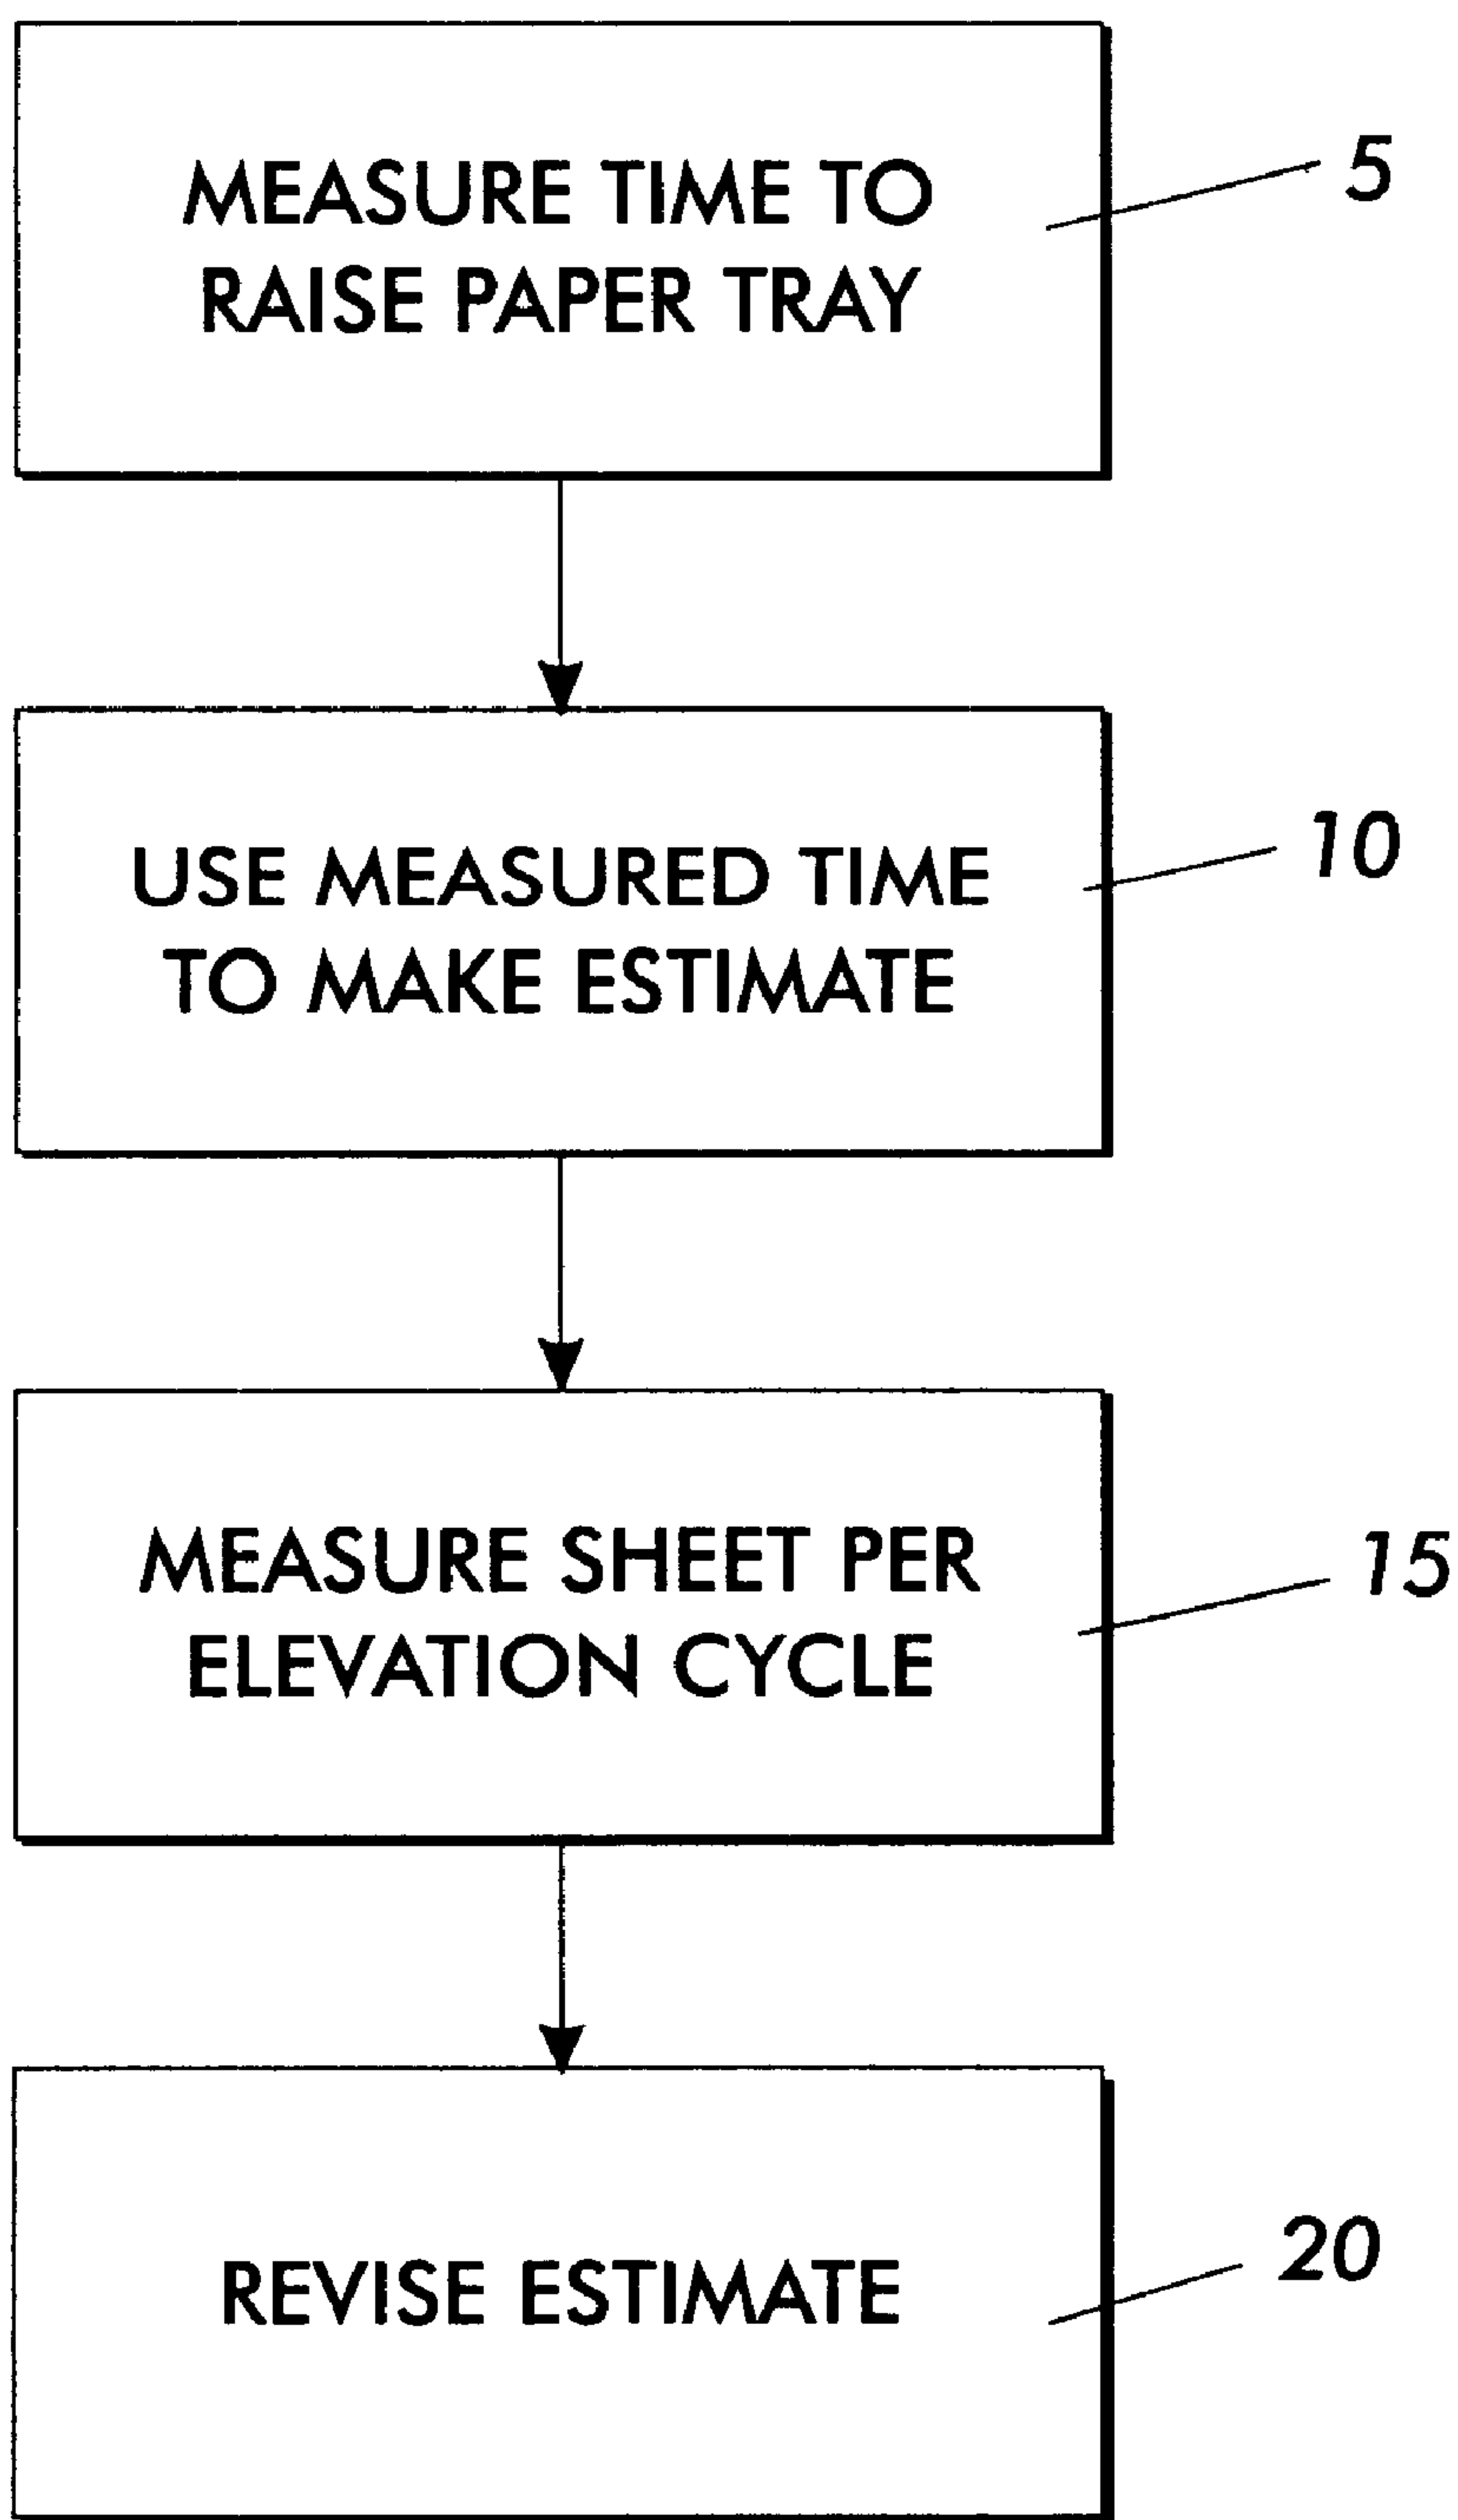 MEASURE TIME TO
RAISE PAPER TRAY
5
USE MEASURED TIME
TO MAKE ESTIMATE
10
MEASURE SHEET PER
ELEVATION CYCLE
15
REVISE ESTIMATE
20